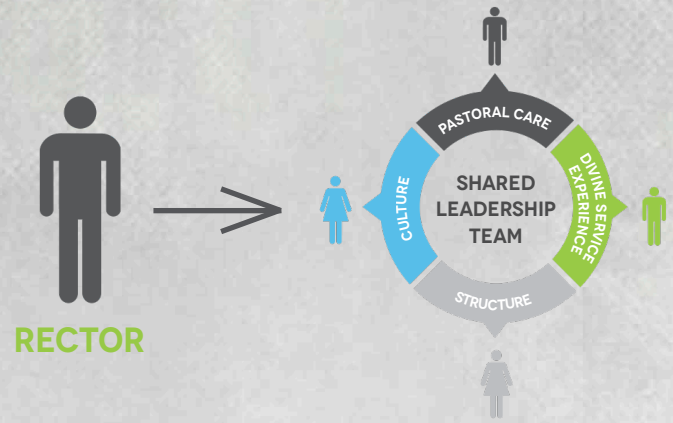 RECTOR
PASTORAL CARE
CULTURE
SHARED
LEADERSHIP
TEAM
DIVINE SERVICE
EXPERIENCE
STRUCTURE